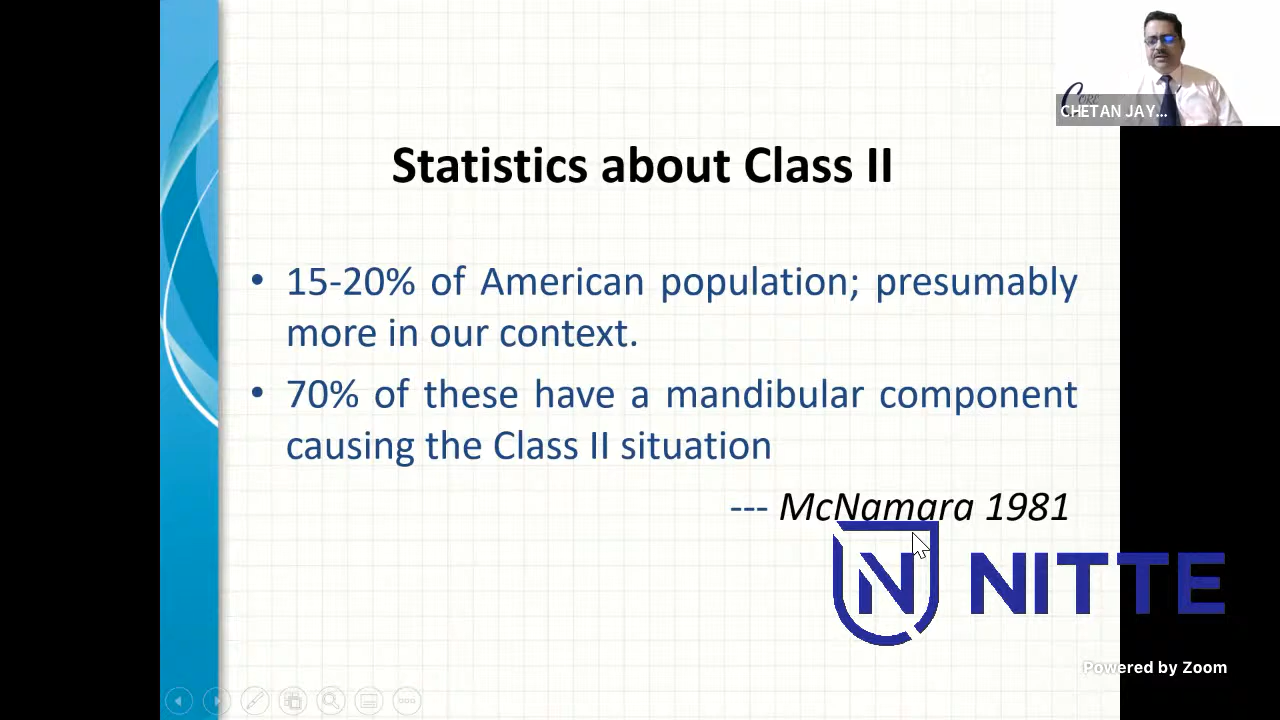 CHETAN JAY...
Statistics about Class II
• 15-20% of American population; presumably
more in our context.
• 70% of these have a mandibular component
causing the Class II situation
--- McNamara 1981
N NITTE
Powered by Zoom